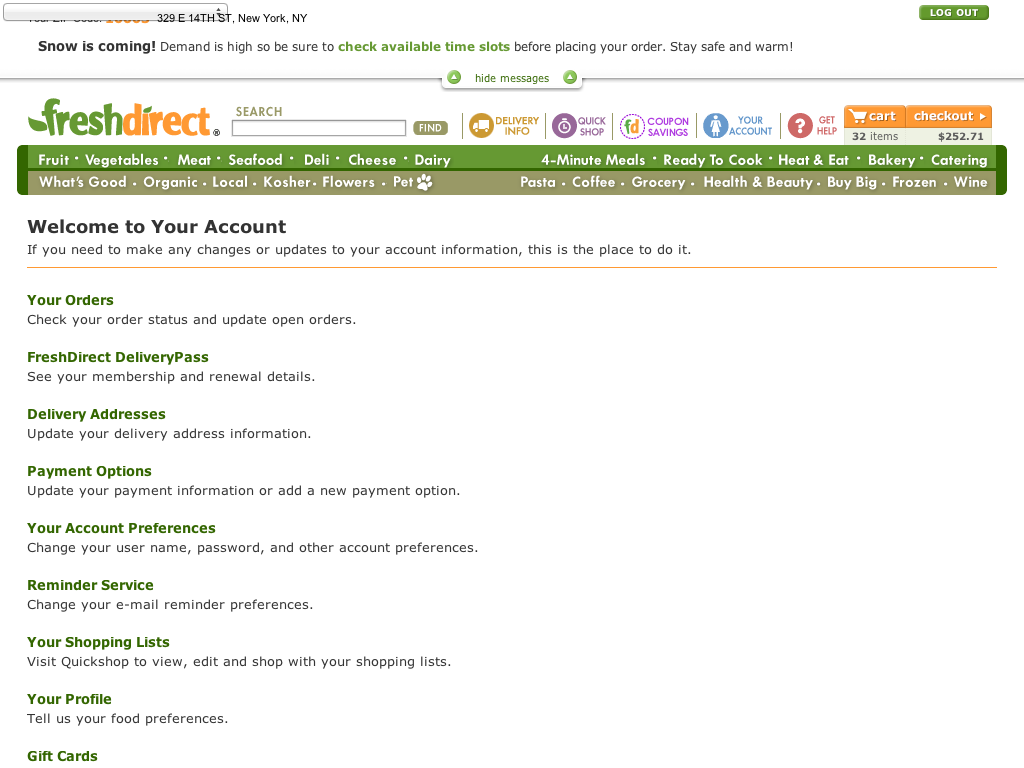 329 E 14TH ST, New York, NY
LOG OUT
Snow is coming! Demand is high so be sure to check available time slots before placing your order. Stay safe and warm!
hide messages
freshdirect®
SEARCH
FIND
DELIVERY INFO
QUICK SHOP
fd COUPON SAVINGS
YOUR ACCOUNT
? GET HELP
cart checkout
32 items $252.71
Fruit · Vegetables · Meat · Seafood · Deli · Cheese · Dairy 4-Minute Meals · Ready To Cook · Heat & Eat · Bakery · Catering
What's Good · Organic · Local · Kosher · Flowers · Pet Pasta · Coffee · Grocery · Health & Beauty · Buy Big · Frozen · Wine
Welcome to Your Account
If you need to make any changes or updates to your account information, this is the place to do it.
Your Orders
Check your order status and update open orders.
FreshDirect DeliveryPass
See your membership and renewal details.
Delivery Addresses
Update your delivery address information.
Payment Options
Update your payment information or add a new payment option.
Your Account Preferences
Change your user name, password, and other account preferences.
Reminder Service
Change your e-mail reminder preferences.
Your Shopping Lists
Visit Quickshop to view, edit and shop with your shopping lists.
Your Profile
Tell us your food preferences.
Gift Cards